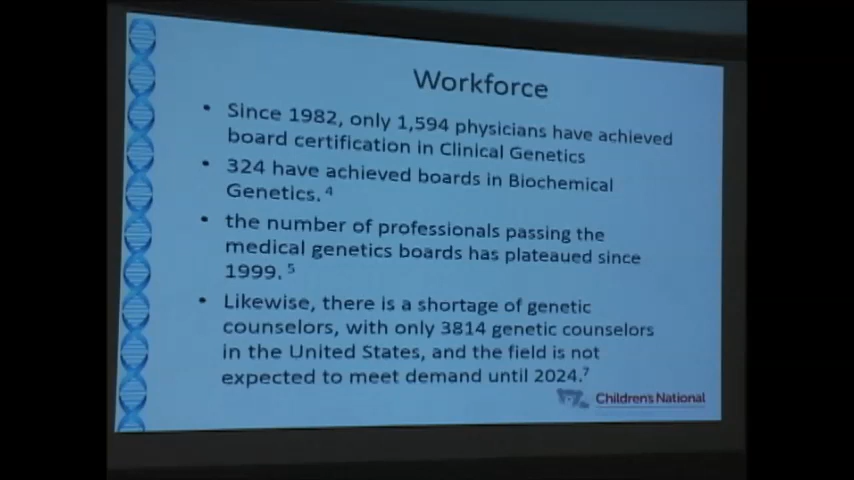 Workforce
• Since 1982, only 1,594 physicians have achieved
board certification in Clinical Genetics
• 324 have achieved boards in Biochemical
Genetics. 4
• the number of professionals passing the
medical genetics boards has plateaued since
1999. 5
• Likewise, there is a shortage of genetic
counselors, with only 3814 genetic counselors
in the United States, and the field is not
expected to meet demand until 2024.7
Children's National